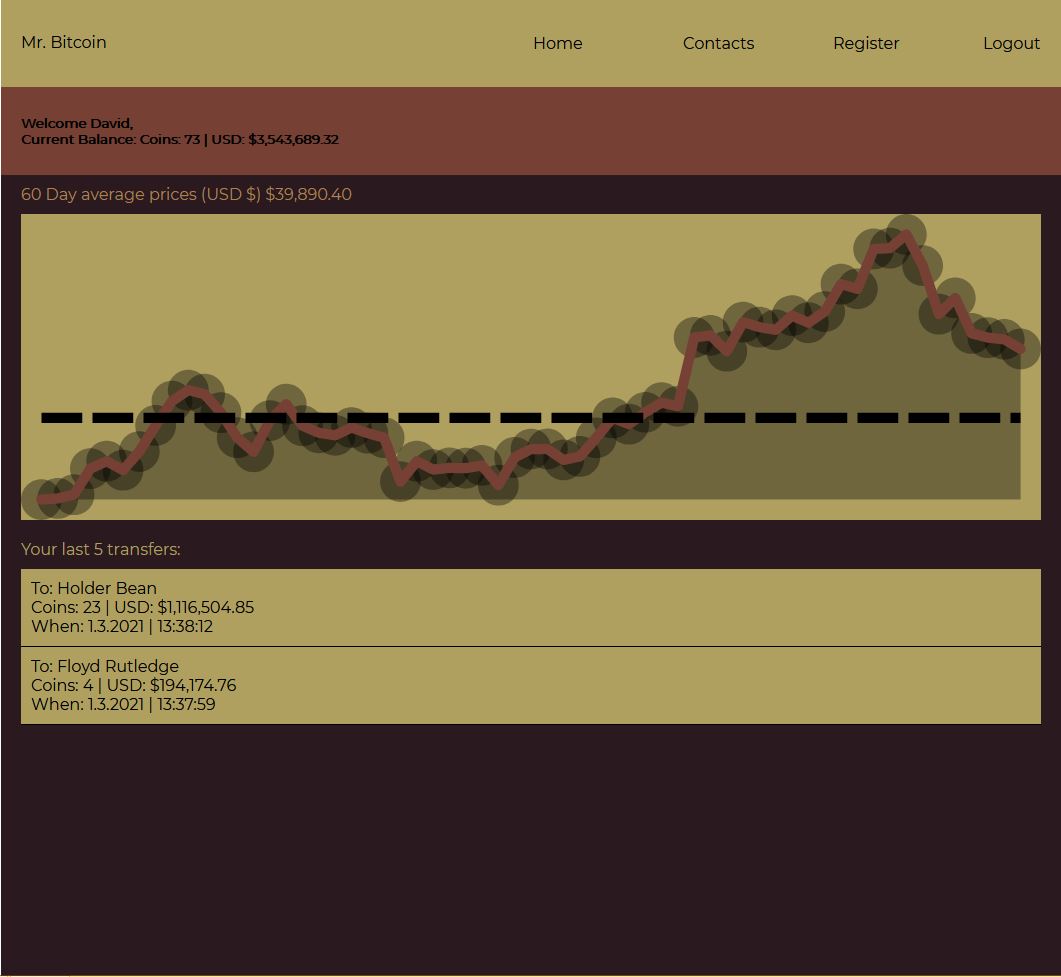 Mr. Bitcoin
Home
Contacts
Register
Logout
Welcome David,
Current Balance: Coins: 73 | USD: $3,543,689.32
60 Day average prices (USD $) $39,890.40
Your last 5 transfers:
To: Holder Bean
Coins: 23 | USD: $1,116,504.85
When: 1.3.2021 | 13:38:12
To: Floyd Rutledge
Coins: 4 | USD: $194,174.76
When: 1.3.2021 | 13:37:59